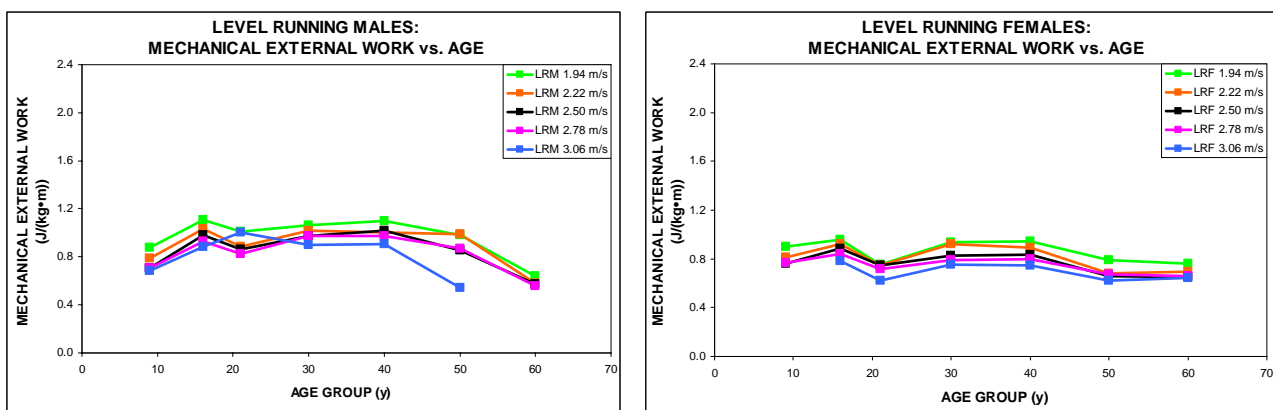 LEVEL RUNNING MALES:
MECHANICAL EXTERNAL WORK vs. AGE
MECHANICAL EXTERNAL WORK
(J/(kg•m))
2.4
2.0
1.6
1.2
0.8
0.4
0.0
LRM 1.94 m/s
LRM 2.22 m/s
LRM 2.50 m/s
LRM 2.78 m/s
LRM 3.06 m/s
0 10 20 30 40 50 60 70
AGE GROUP (y)
LEVEL RUNNING FEMALES:
MECHANICAL EXTERNAL WORK vs. AGE
MECHANICAL EXTERNAL WORK
(J/(kg•m))
2.4
2.0
1.6
1.2
0.8
0.4
0.0
LRF 1.94 m/s
LRF 2.22 m/s
LRF 2.50 m/s
LRF 2.78 m/s
LRF 3.06 m/s
0 10 20 30 40 50 60 70
AGE GROUP (y)